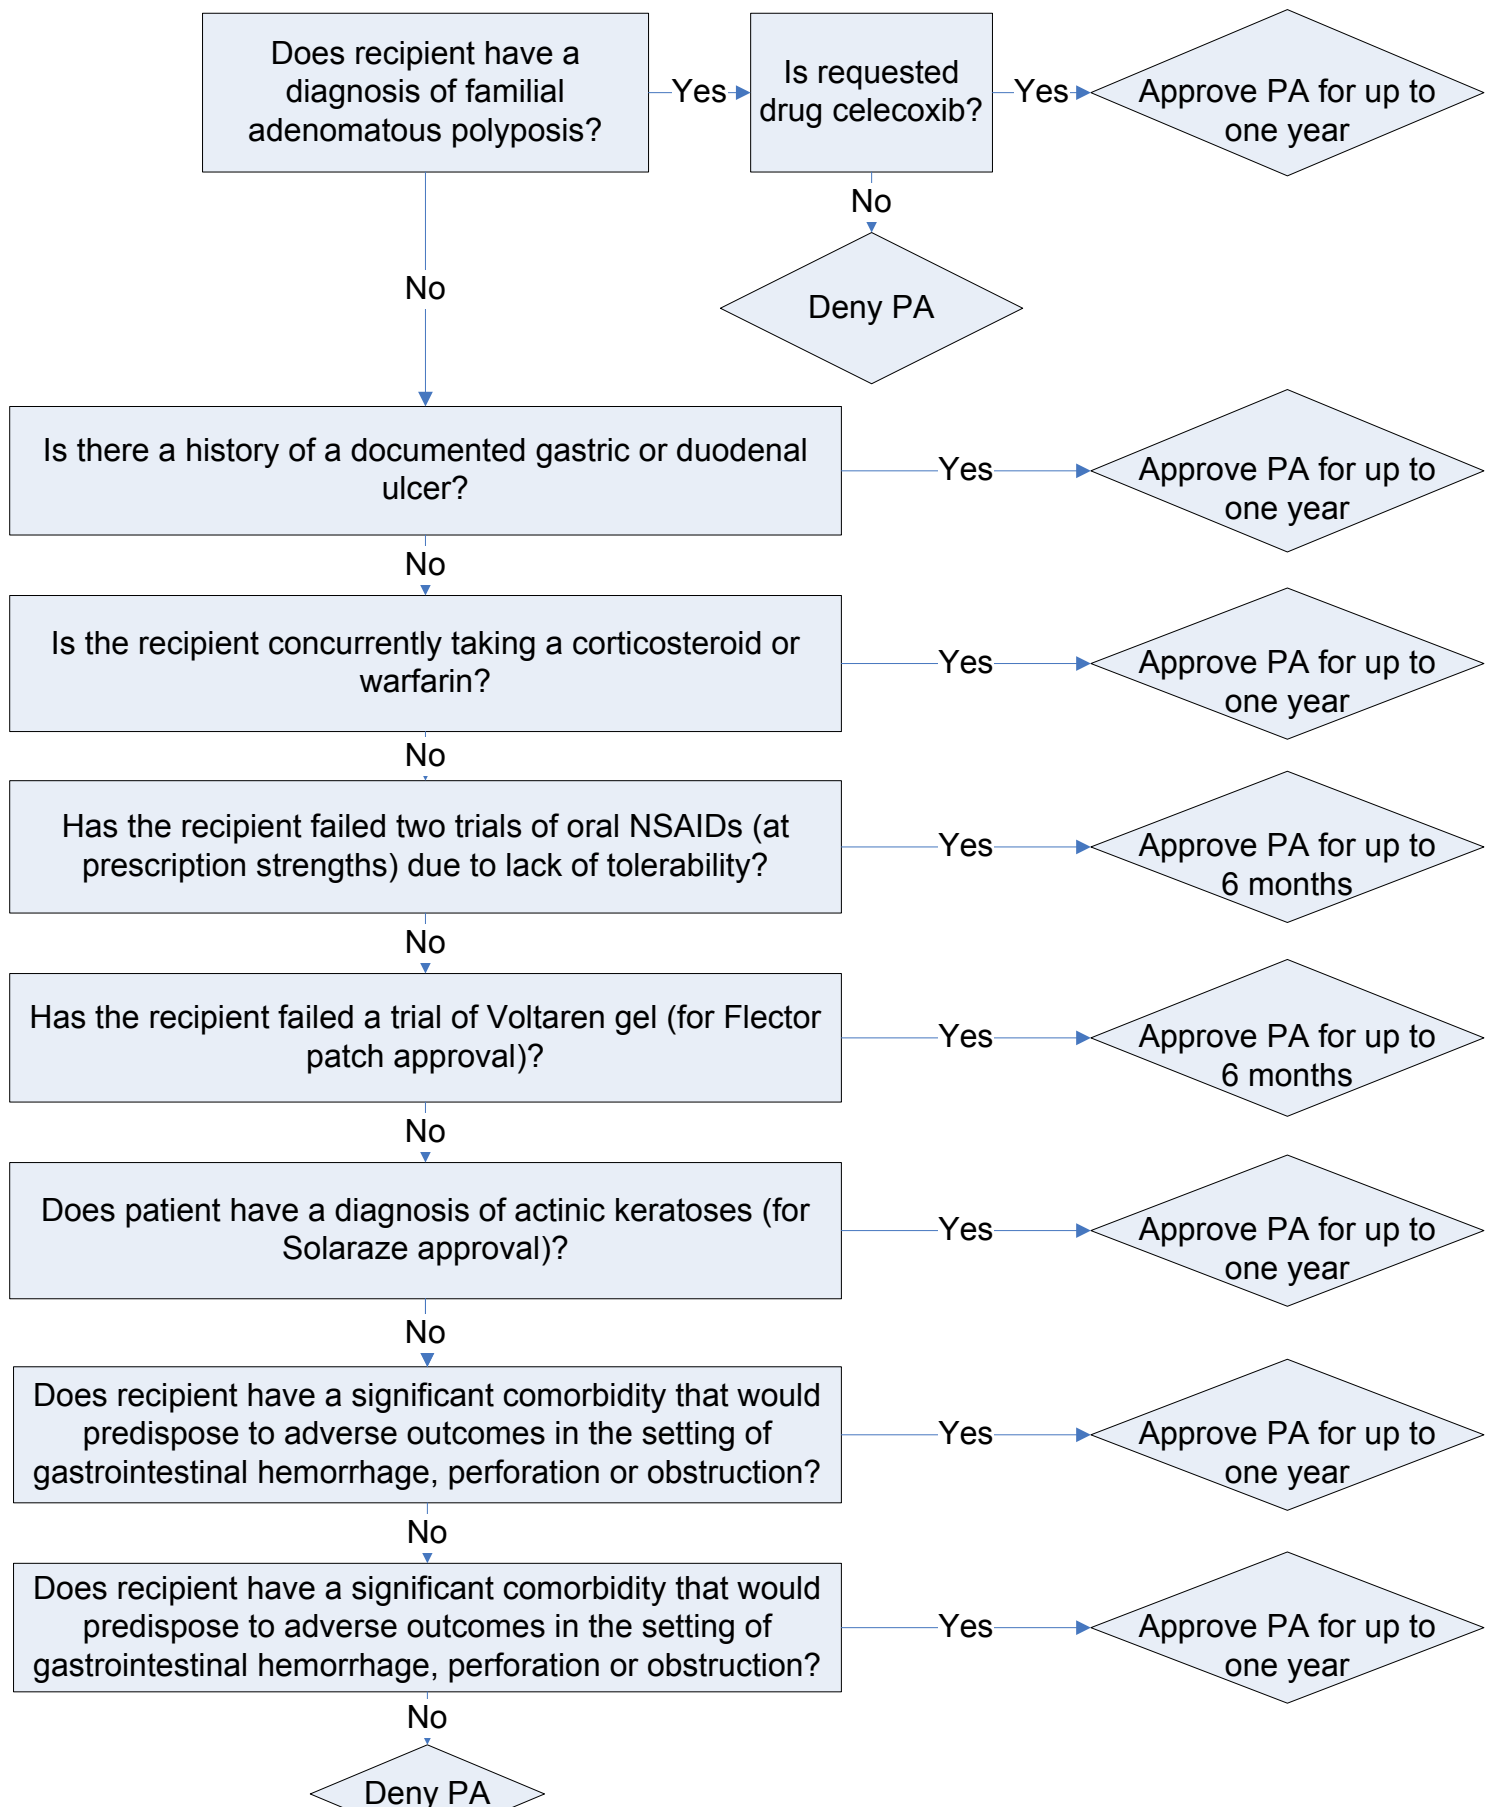 Does recipient have a
diagnosis of familial
adenomatous polyposis?
Yes
Is requested
drug celecoxib?
Yes
Approve PA for up to
one year
No
Deny PA
No
Is there a history of a documented gastric or duodenal
ulcer?
Yes
Approve PA for up to
one year
No
Is the recipient concurrently taking a corticosteroid or
warfarin?
Yes
Approve PA for up to
one year
No
Has the recipient failed two trials of oral NSAIDs (at
prescription strengths) due to lack of tolerability?
Yes
Approve PA for up to
6 months
No
Has the recipient failed a trial of Voltaren gel (for Flector
patch approval)?
Yes
Approve PA for up to
6 months
No
Does patient have a diagnosis of actinic keratoses (for
Solaraze approval)?
Yes
Approve PA for up to
one year
No
Does recipient have a significant comorbidity that would
predispose to adverse outcomes in the setting of
gastrointestinal hemorrhage, perforation or obstruction?
Yes
Approve PA for up to
one year
No
Does recipient have a significant comorbidity that would
predispose to adverse outcomes in the setting of
gastrointestinal hemorrhage, perforation or obstruction?
Yes
Approve PA for up to
one year
No
Deny PA